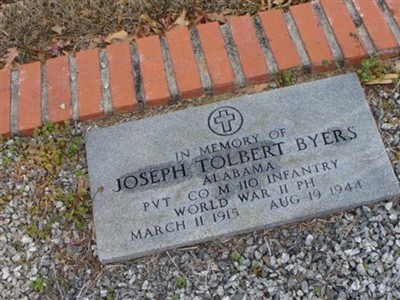 IN MEMORY OF
JOSEPH TOLBERT BYERS
ALABAMA
PVT CO M 110 INFANTRY
WORLD WAR II PH
MARCH 11 1915 AUG 19 1944